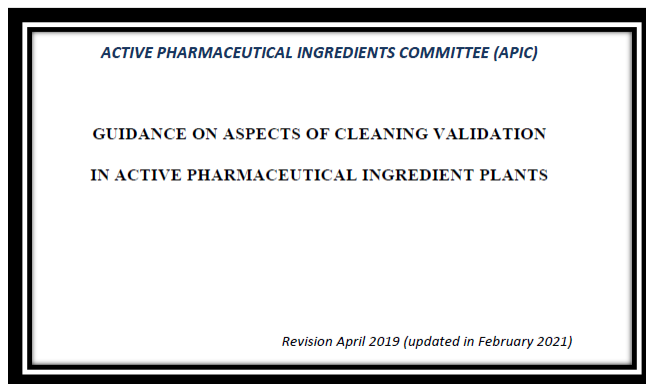 ACTIVE PHARMACEUTICAL INGREDIENTS COMMITTEE (APIC)
GUIDANCE ON ASPECTS OF CLEANING VALIDATION
IN ACTIVE PHARMACEUTICAL INGREDIENT PLANTS
Revision April 2019 (updated in February 2021)